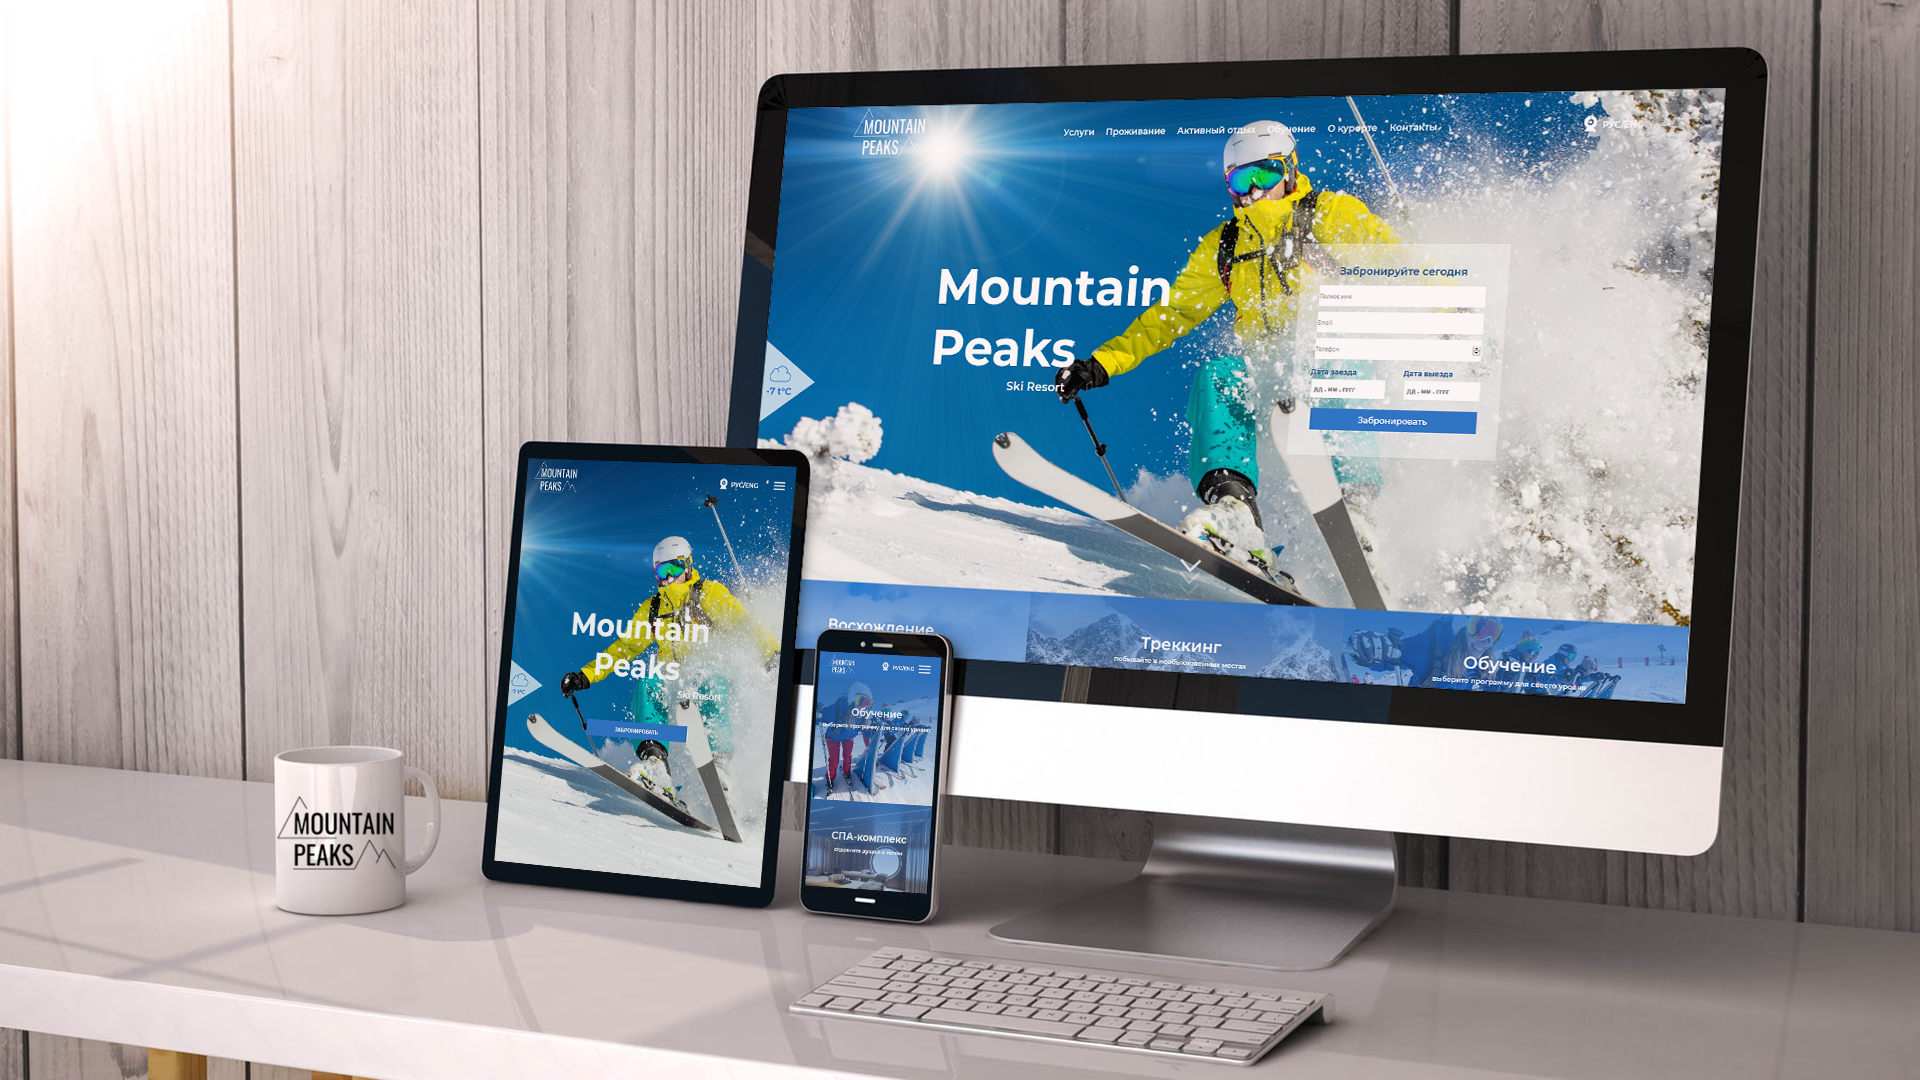 MOUNTAIN
PEAKS
Услуги Проживание Активный отдых Обучение О курорте Контакты
РУС/ENG
Mountain
Peaks
Ski Resort
-7 t°C
Забронируйте сегодня
Полное имя
Email
Телефон
Дата заезда Дата выезда
ДД . ММ . ГГГГ ДД . ММ . ГГГГ
Забронировать
Восхождение
Треккинг
побывайте в необыкновенных местах
Обучение
выберите программу для своего уровня
MOUNTAIN
PEAKS
РУС/ENG
Mountain
Peaks
Ski Resort
-7 t°C
ЗАБРОНИРОВАТЬ
MOUNTAIN
PEAKS
РУС/ENG
Обучение
выберите программу для своего уровня
СПА-комплекс
отдохните душой и телом
MOUNTAIN
PEAKS